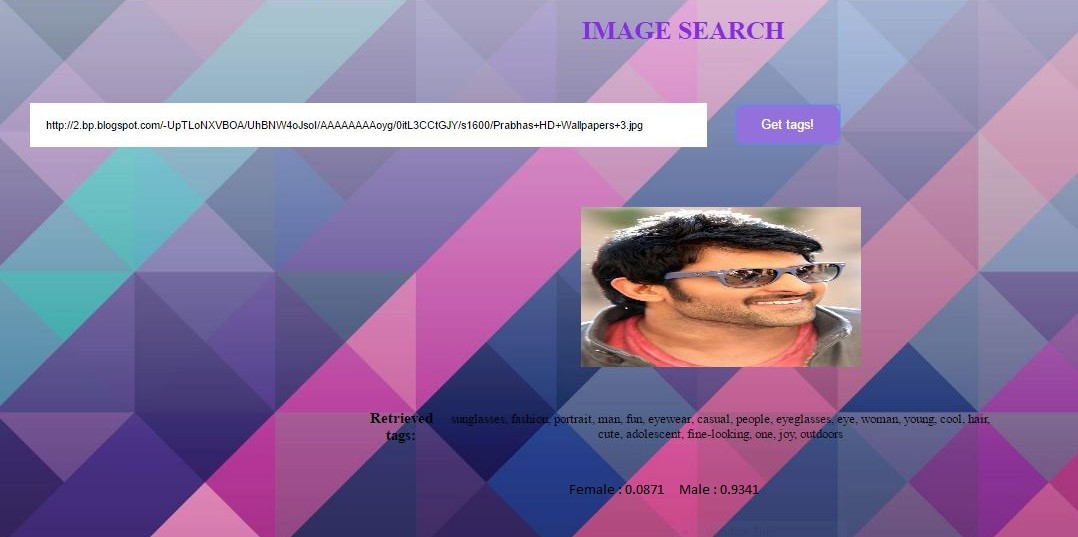 IMAGE SEARCH
http://2.bp.blogspot.com/-UpTLoNXVBOA/UhBNW4oJsoI/AAAAAAAAoyg/0itL3CCtGJY/s1600/Prabhas+HD+Wallpapers+3.jpg
Get tags!
Retrieved tags:
sunglasses, fashion, portrait, man, fun, eyewear, casual, people, eyeglasses, eye, woman, young, cool, hair,
cute, adolescent, fine-looking, one, joy, outdoors
Female : 0.0871 Male : 0.9341